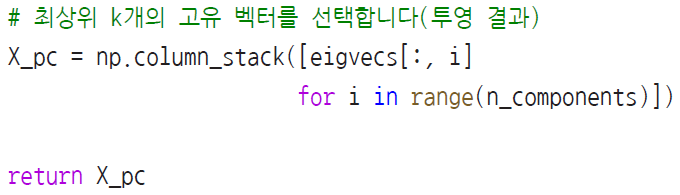 # 최상위 k개의 고유 벡터를 선택합니다(투영 결과)
X_pc = np.column_stack([eigvecs[:, i]
for i in range(n_components)])
return X_pc